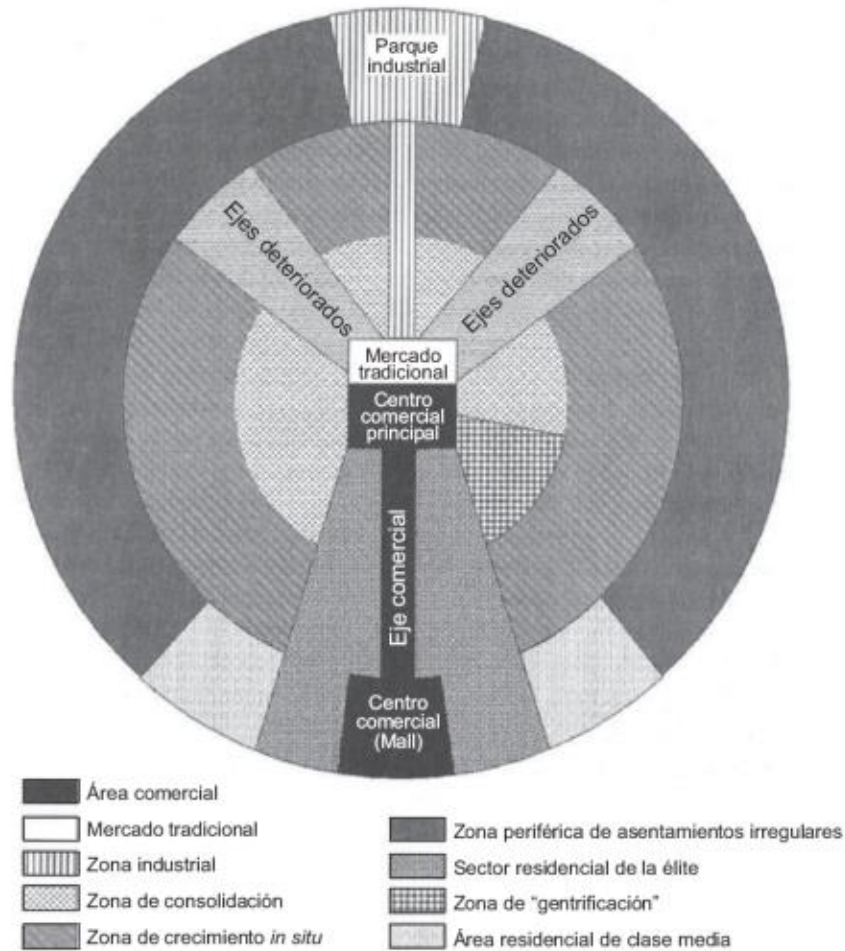 Parque
industrial
Ejes deteriorados
Ejes deteriorados
Mercado
tradicional
Centro
comercial
principal
Eje comercial
Centro
comercial
(Mall)
Área comercial
Mercado tradicional
Zona industrial
Zona de consolidación
Zona de crecimiento in situ
Zona periférica de asentamientos irregulares
Sector residencial de la élite
Zona de “gentrificación”
Área residencial de clase media